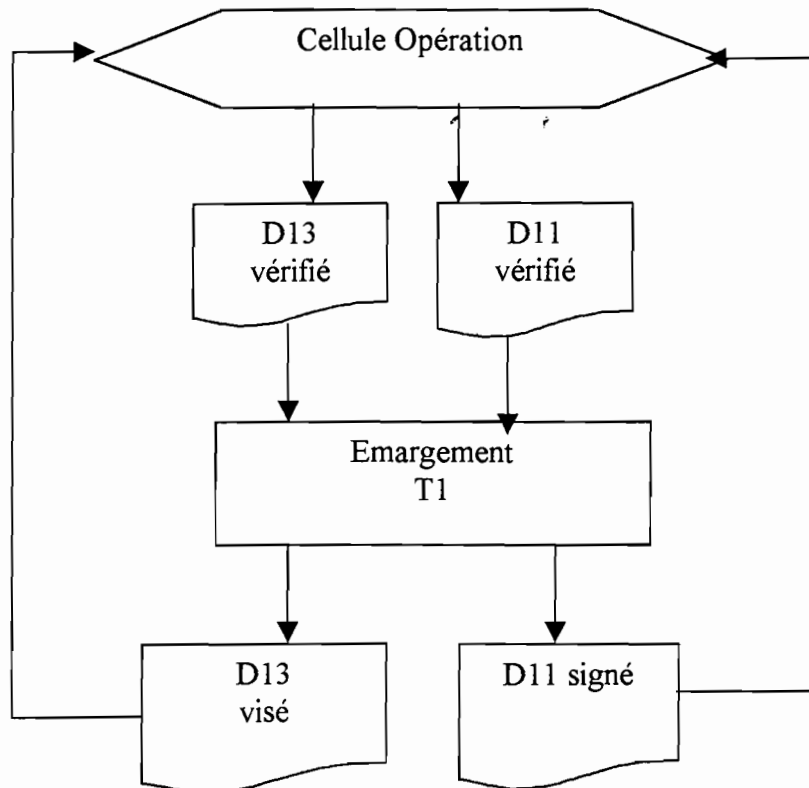 Cellule Opération
D13
vérifié
D11
vérifié
Emargement
T1
D13
visé
D11 signé